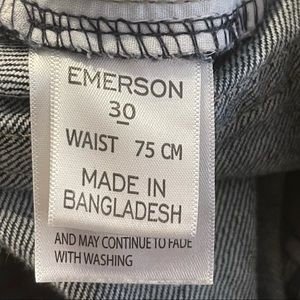 EMERSON
30
WAIST 75 CM
MADE IN
BANGLADESH
AND MAY CONTINUE TO FADE
WITH WASHING